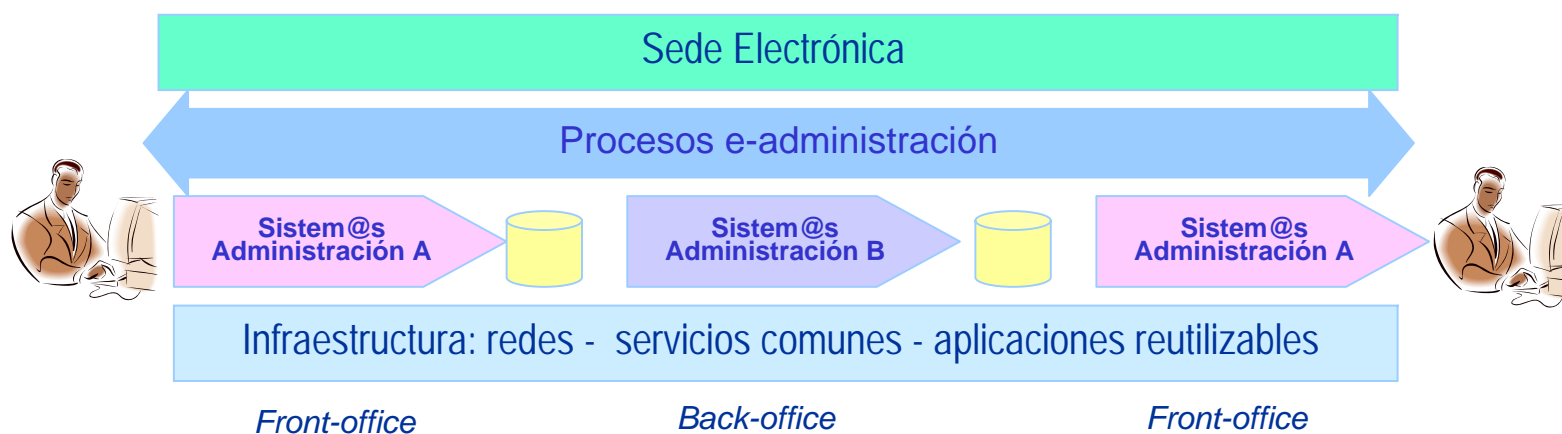 Sede Electrónica
Procesos e-administración
Sistem@s
Administración A
Sistem@s
Administración B
Sistem@s
Administración A
Infraestructura: redes - servicios comunes - aplicaciones reutilizables
Front-office
Back-office
Front-office